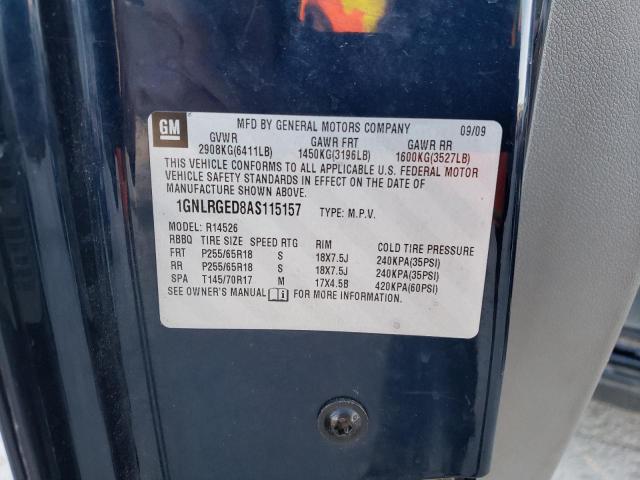 GM
MFD BY GENERAL MOTORS COMPANY 09/09
GVWR GAWR FRT GAWR RR
2908KG(6411LB) 1450KG(3196LB) 1600KG(3527LB)
THIS VEHICLE CONFORMS TO ALL APPLICABLE U.S. FEDERAL MOTOR
VEHICLE SAFETY STANDARDS IN EFFECT ON THE DATE OF
MANUFACTURE SHOWN ABOVE.
1GNLRGED8AS115157 TYPE: M.P.V.
MODEL: R14526
RBBQ TIRE SIZE SPEED RTG RIM COLD TIRE PRESSURE
FRT P255/65R18 S 18X7.5J 240KPA(35PSI)
RR P255/65R18 S 18X7.5J 240KPA(35PSI)
SPA T145/70R17 M 17X4.5B 420KPA(60PSI)
SEE OWNER'S MANUAL FOR MORE INFORMATION.